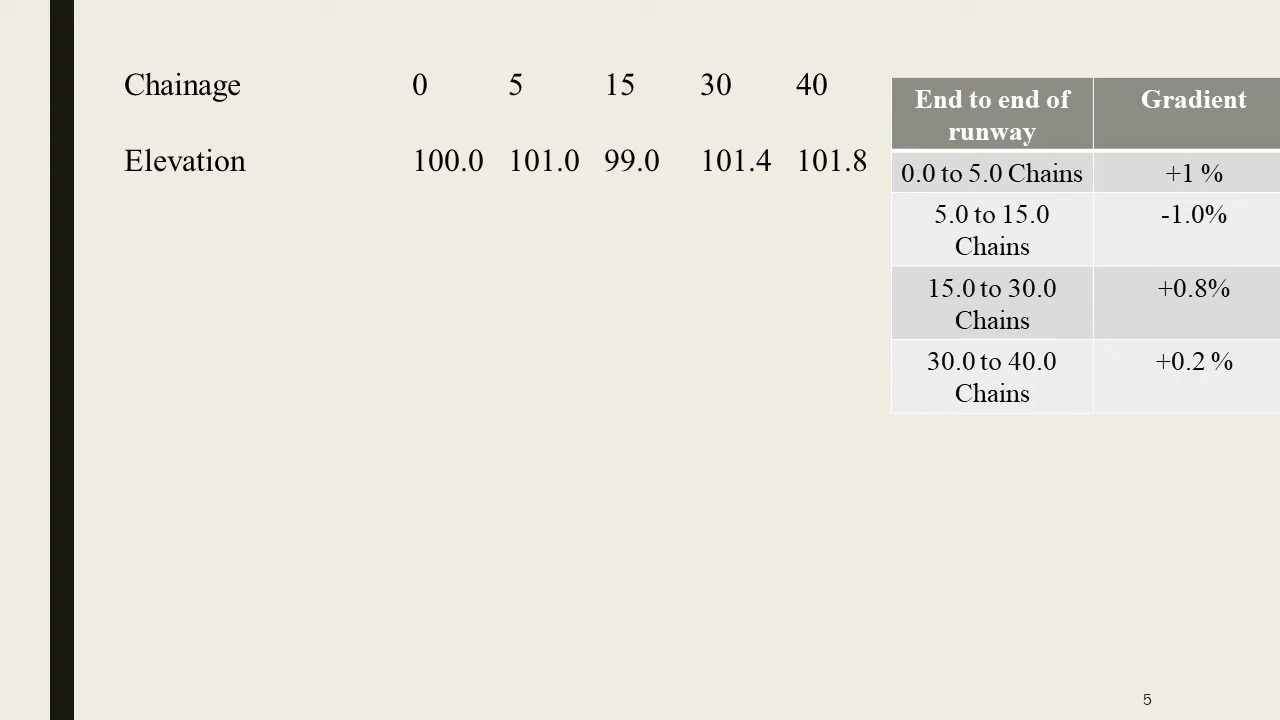 Chainage 0 5 15 30 40
Elevation 100.0 101.0 99.0 101.4 101.8
End to end of
runway
Gradient
0.0 to 5.0 Chains +1 %
5.0 to 15.0
Chains
-1.0%
15.0 to 30.0
Chains
+0.8%
30.0 to 40.0
Chains
+0.2 %
5